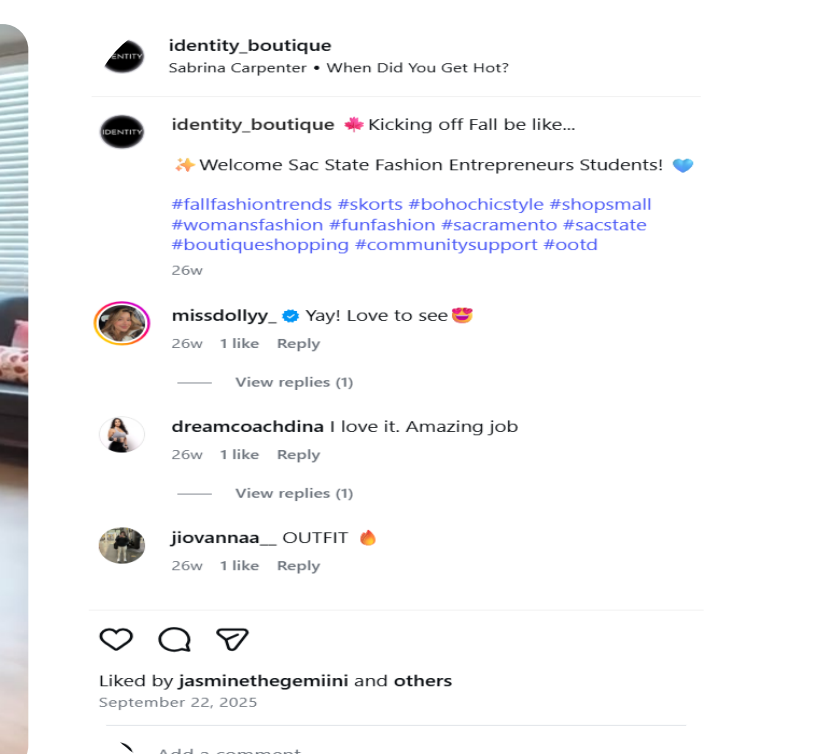 identity_boutique
Sabrina Carpenter • When Did You Get Hot?
IDENTITY
identity_boutique 🍁Kicking off Fall be like...
✨Welcome Sac State Fashion Entrepreneurs Students! 🩵
#fallfashiontrends #skorts #bohochicstyle #shopsmall
#womansfashion #funfashion #sacramento #sacstate
#boutiqueshopping #communitysupport #ootd
26w
missdollyy_ Yay! Love to see😍
26w 1 like Reply
View replies (1)
dreamcoachdina I love it. Amazing job
26w 1 like Reply
View replies (1)
jiovannaa__ OUTFIT 🔥
26w 1 like Reply
Liked by jasminethegemiini and others
September 22, 2025
Add a comment